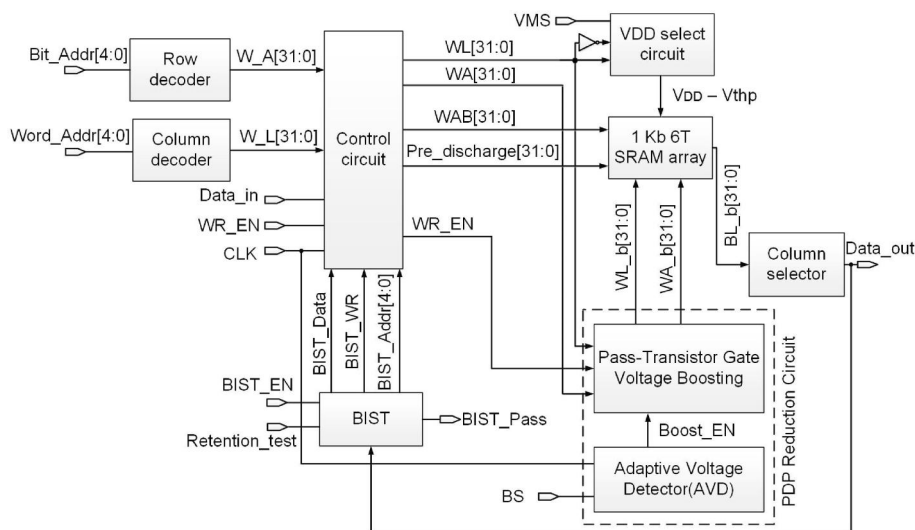 VMS
VDD select
circuit
Bit_Addr[4:0]
Row
decoder
W_A[31:0]
WL[31:0]
WA[31:0]
VDD – Vthp
Word_Addr[4:0]
Column
decoder
W_L[31:0]
Control
circuit
WAB[31:0]
Pre_discharge[31:0]
1 Kb 6T
SRAM array
Data_in
WR_EN
CLK
WR_EN
WL_b[31:0]
WA_b[31:0]
BL_b[31:0]
Column
selector
Data_out
BIST_Data
BIST_WR
BIST_Addr[4:0]
Pass-Transistor Gate
Voltage Boosting
PDP Reduction Circuit
BIST_EN
Retention_test
BIST
BIST_Pass
Boost_EN
Adaptive Voltage
Detector(AVD)
BS